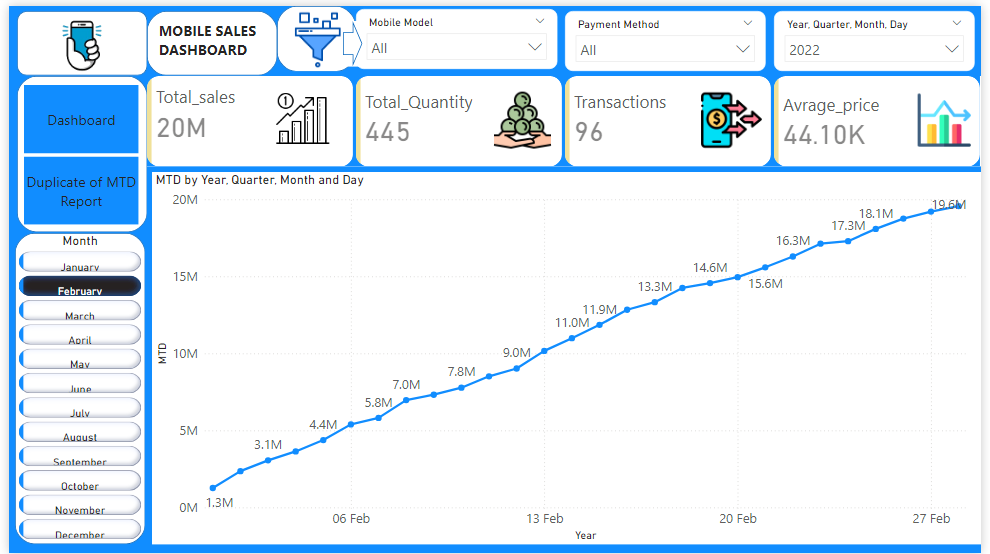 MOBILE SALES
DASHBOARD
Mobile Model
All
Payment Method
All
Year, Quarter, Month, Day
2022
Dashboard
Duplicate of MTD
Report
Total_sales
20M
1
Total_Quantity
445
Transactions
96
$
Avrage_price
44.10K
Month
January
February
March
April
May
June
July
August
September
October
November
December
MTD by Year, Quarter, Month and Day
MTD
20M
15M
10M
5M
0M
1.3M
3.1M
4.4M
5.8M
7.0M
7.8M
9.0M
11.0M
11.9M
13.3M
14.6M
15.6M
16.3M
17.3M
18.1M
19.6M
06 Feb
13 Feb
20 Feb
27 Feb
Year